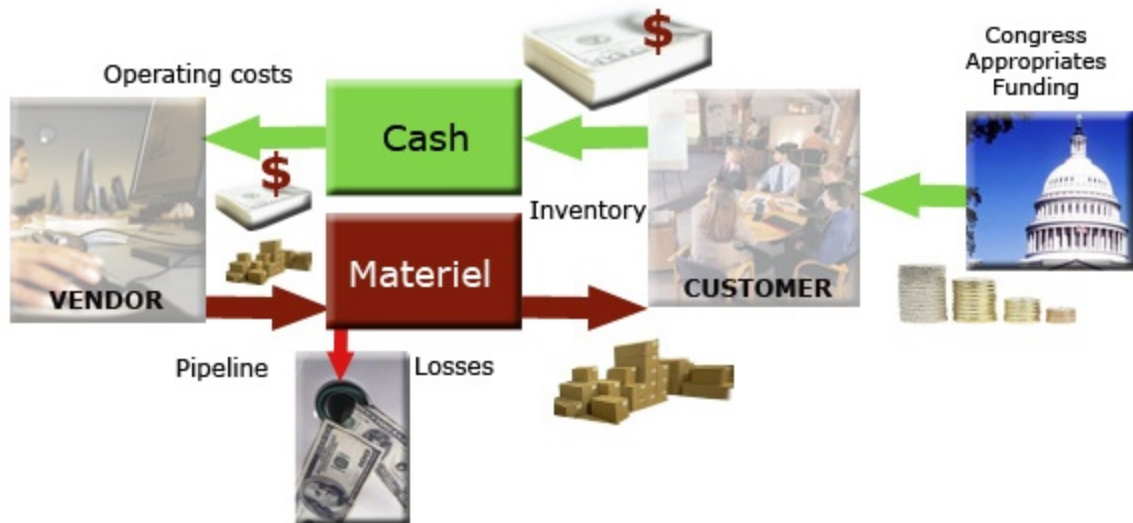 Congress
Appropriates
Funding
Operating costs
$
Cash
$
Inventory
Materiel
VENDOR
CUSTOMER
Pipeline
Losses